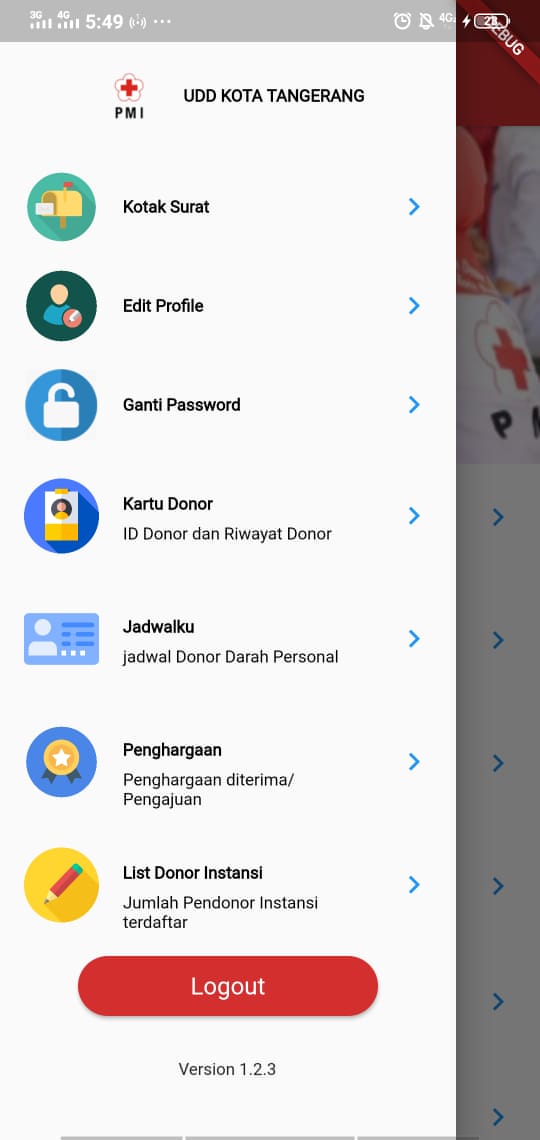 3G 4G 5:49 ... 4G 28
DEBUG
PMI
UDD KOTA TANGERANG
Kotak Surat
Edit Profile
Ganti Password
Kartu Donor
ID Donor dan Riwayat Donor
Jadwalku
jadwal Donor Darah Personal
Penghargaan
Penghargaan diterima/
Pengajuan
List Donor Instansi
Jumlah Pendonor Instansi
terdaftar
Logout
Version 1.2.3